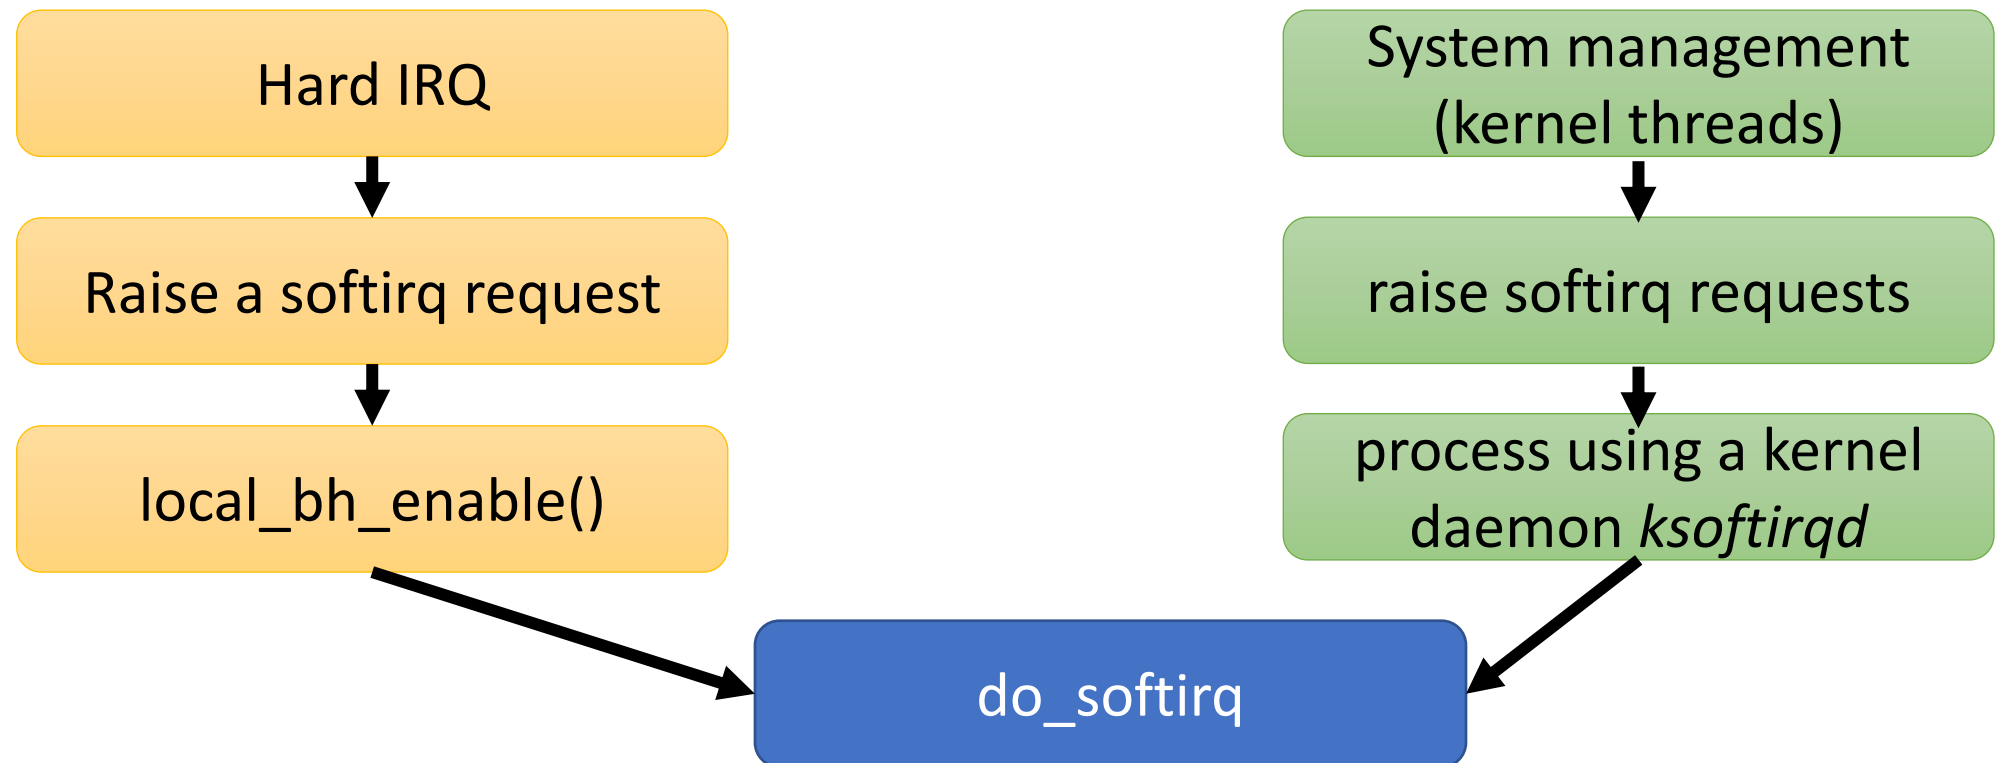 Hard IRQ
Raise a softirq request
local_bh_enable()
System management
(kernel threads)
raise softirq requests
process using a kernel
daemon ksoftirqd
do_softirq